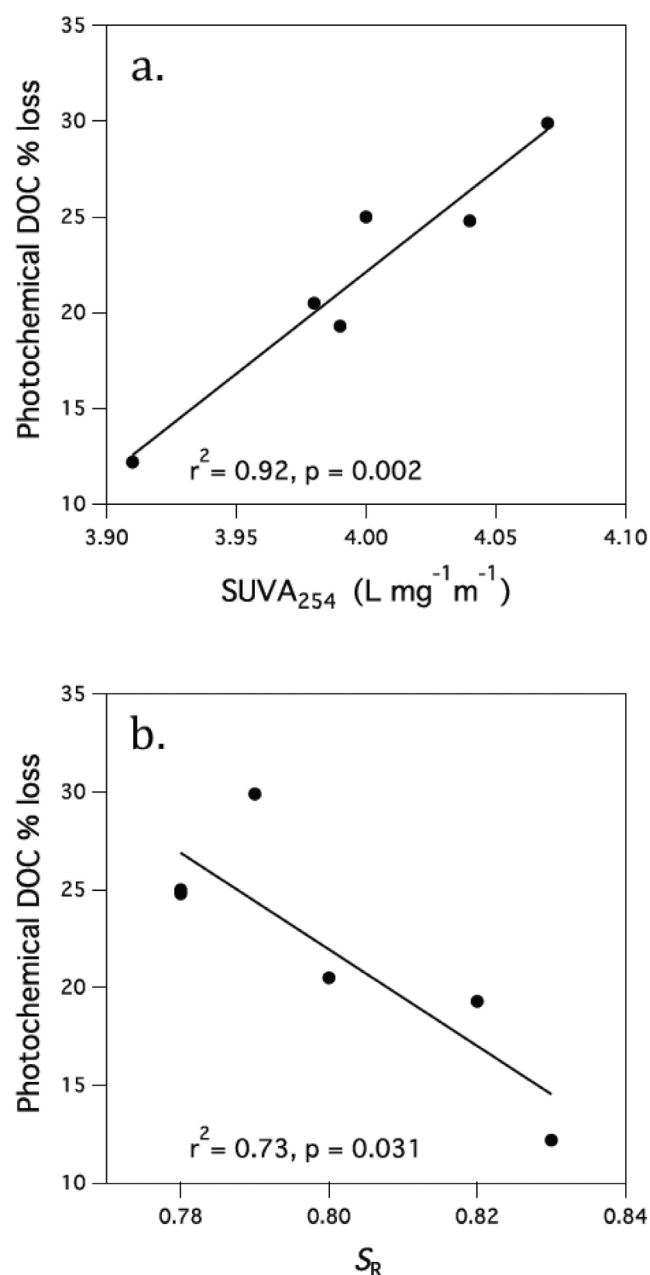 a.
Photochemical DOC % loss
35
30
25
20
15
10
r²= 0.92, p = 0.002
3.90 3.95 4.00 4.05 4.10
SUVA₂₅₄ (L mg⁻¹m⁻¹)
b.
Photochemical DOC % loss
35
30
25
20
15
10
r²= 0.73, p = 0.031
0.78 0.80 0.82 0.84
S_R